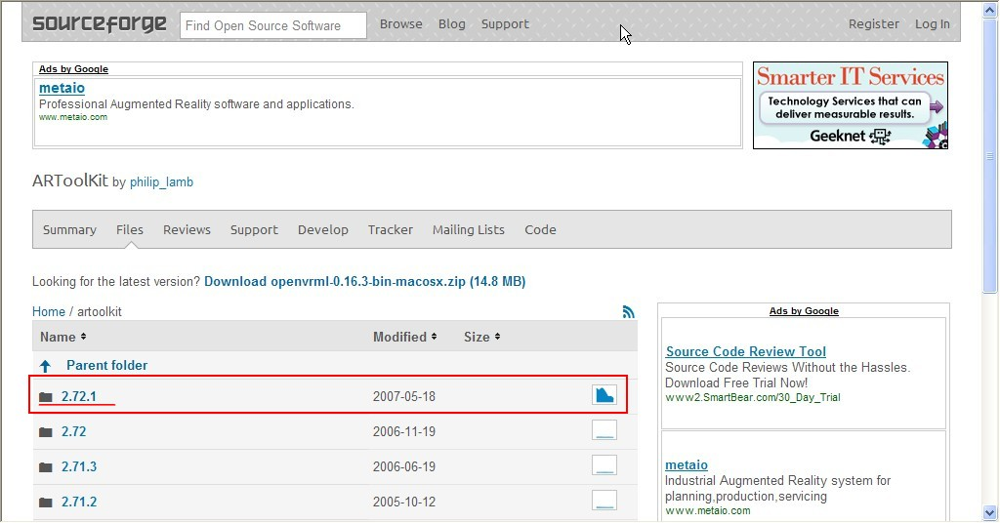 sourceforge Find Open Source Software Browse Blog Support Register Log In
Ads by Google
metaio
Professional Augmented Reality software and applications.
www.metaio.com
Smarter IT Services
Technology Services that can
deliver measurable results.
Geeknet
ARToolKit by philip_lamb
Summary Files Reviews Support Develop Tracker Mailing Lists Code
Looking for the latest version? Download openvrml-0.16.3-bin-macosx.zip (14.8 MB)
Home / artoolkit
Name Modified Size
Parent folder
2.72.1 2007-05-18
2.72 2006-11-19
2.71.3 2006-06-19
2.71.2 2005-10-12
Ads by Google
Source Code Review Tool
Source Code Reviews Without the Hassles.
Download Free Trial Now!
www2.SmartBear.com/30_Day_Trial
metaio
Industrial Augmented Reality system for
planning,production,servicing
www.metaio.com